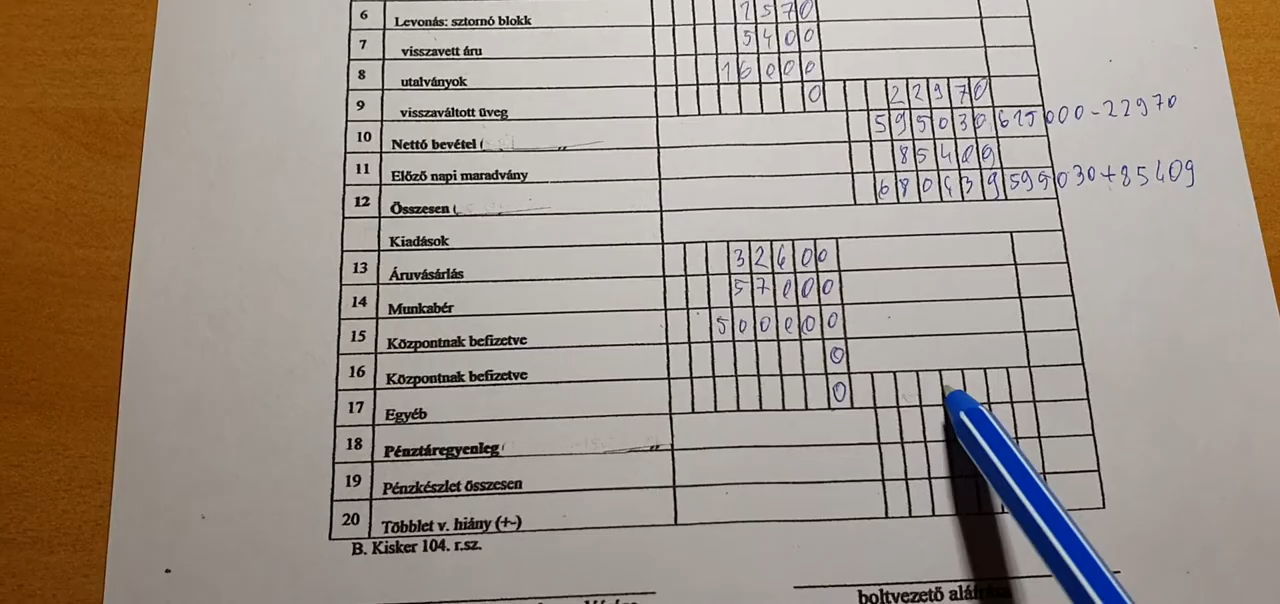 6 Levonás: sztornó blokk 1570
7 visszavett áru 5400
8 utalványok 16000
9 visszaváltott üveg 0 22970
10 Nettó bevétel ( 595030 615000-22970
11 Előző napi maradvány 85409
12 Összesen ( 680439 595030+85409
Kiadások
13 Áruvásárlás 32600
14 Munkabér 57000
15 Központnak befizetve 500000
16 Központnak befizetve 0
17 Egyéb 0
18 Pénztáregyenleg
19 Pénzkészlet összesen
20 Többlet v. hiány (+-)
B. Kisker 104. r.sz.
boltvezető